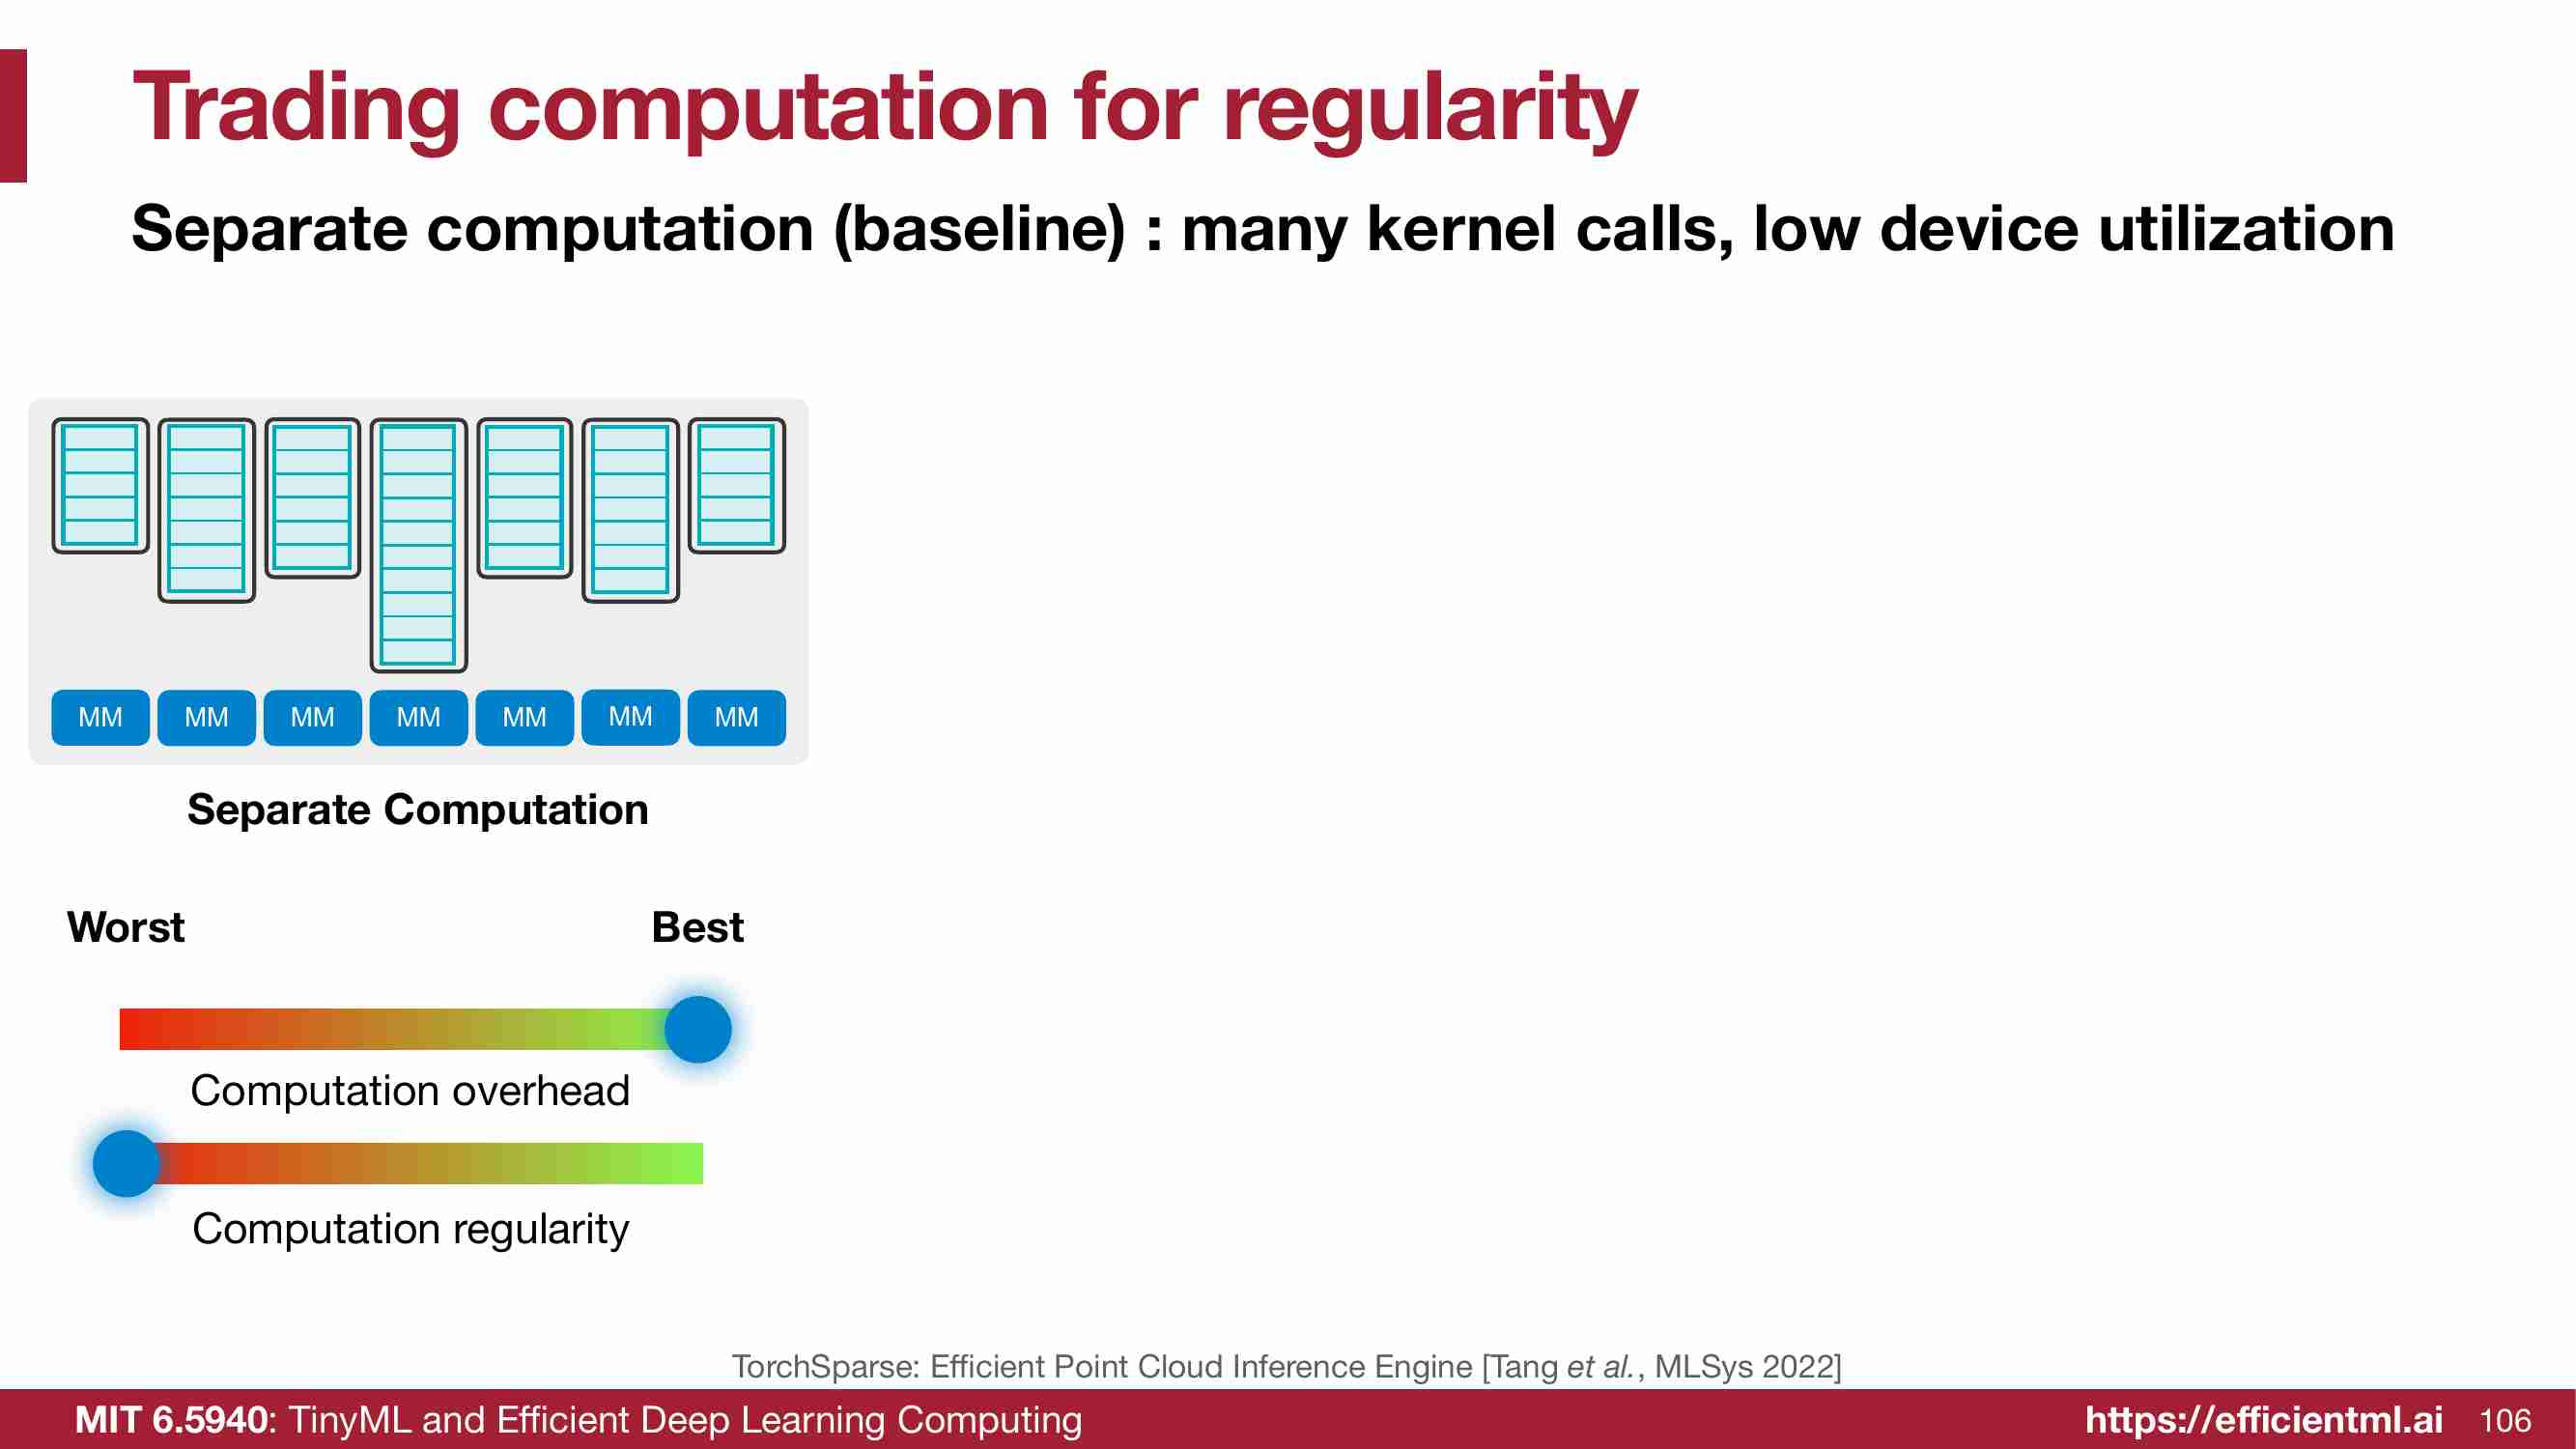 Trading computation for regularity
Separate computation (baseline) : many kernel calls, low device utilization
MM MM MM MM MM MM MM
Separate Computation
Worst Best
Computation overhead
Computation regularity
TorchSparse: Efficient Point Cloud Inference Engine [Tang et al., MLSys 2022]
MIT 6.5940: TinyML and Efficient Deep Learning Computing https://efficientml.ai 106